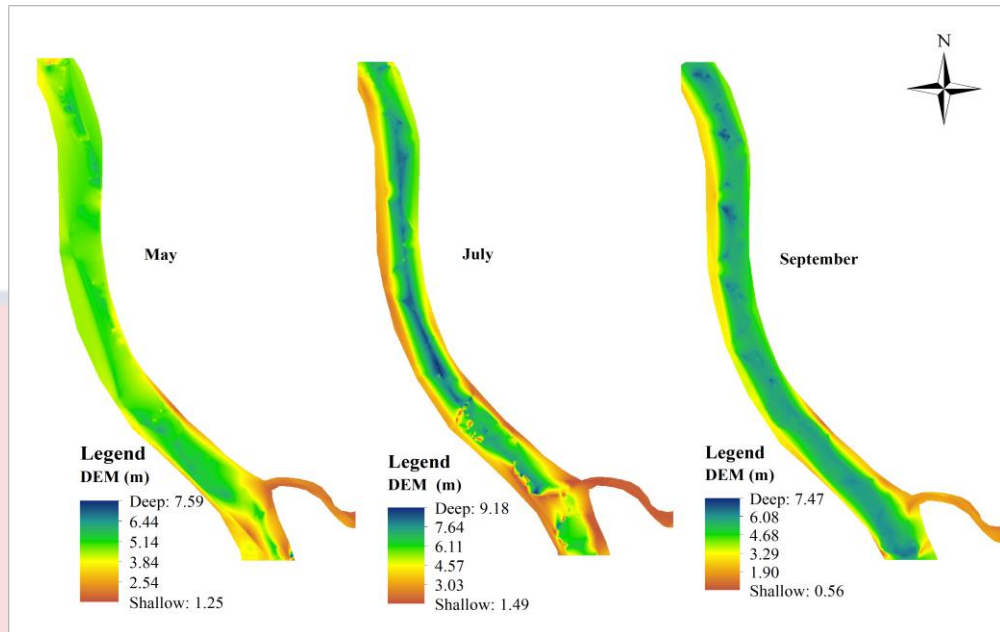 N
May
July
September
Legend
DEM (m)
Deep: 7.59
6.44
5.14
3.84
2.54
Shallow: 1.25
Legend
DEM (m)
Deep: 9.18
7.64
6.11
4.57
3.03
Shallow: 1.49
Legend
DEM (m)
Deep: 7.47
6.08
4.68
3.29
1.90
Shallow: 0.56